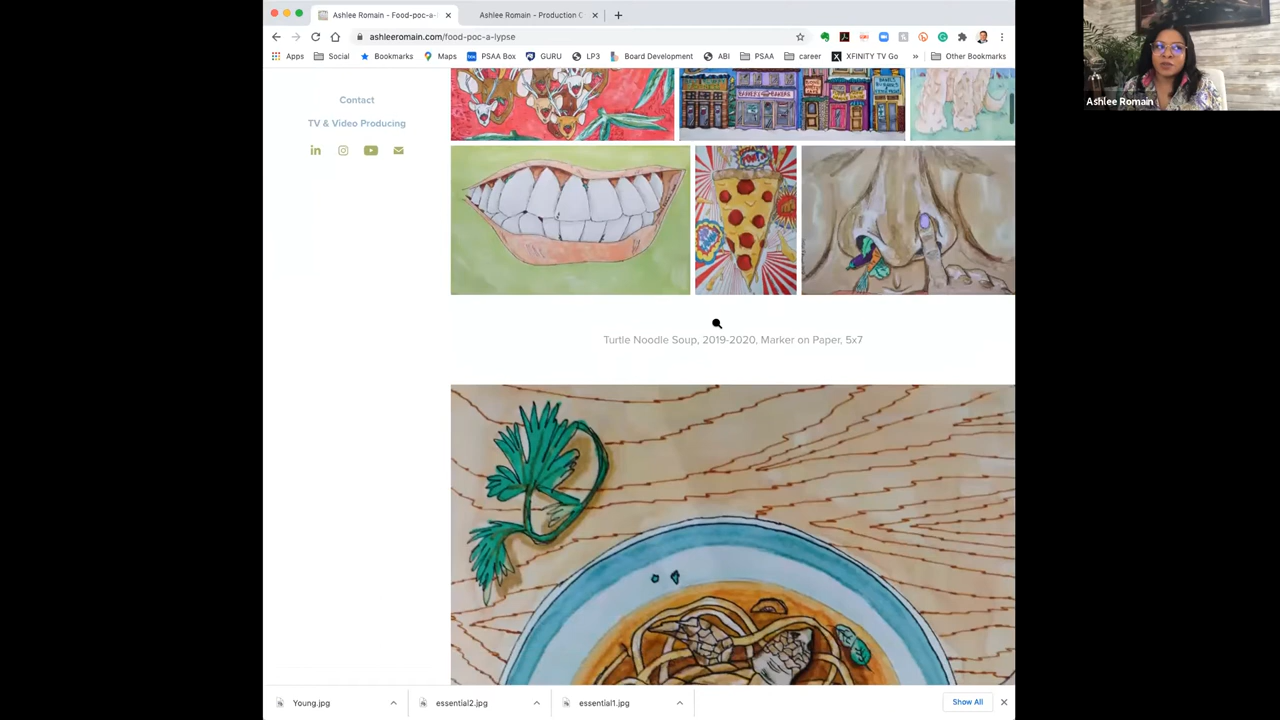 Ashlee Romain - Food-poc-a-l
Ashlee Romain - Production C
ashleeromain.com/food-poc-a-lypse
Apps
Social
Bookmarks
Maps
PSAA Box
GURU
LP3
Board Development
ABI
PSAA
career
XFINITY TV Go
»
Other Bookmarks
Ashlee Romain
Contact
TV & Video Producing
Turtle Noodle Soup, 2019-2020, Marker on Paper, 5x7
Young.jpg
essential2.jpg
essential1.jpg
Show All